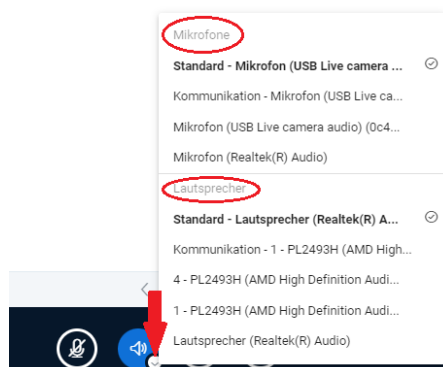 Mikrofone
Standard - Mikrofon (USB Live camera ...
Kommunikation - Mikrofon (USB Live ca...
Mikrofon (USB Live camera audio) (0c4...
Mikrofon (Realtek(R) Audio)
Lautsprecher
Standard - Lautsprecher (Realtek(R) A...
Kommunikation - 1 - PL2493H (AMD High...
4 - PL2493H (AMD High Definition Audi...
1 - PL2493H (AMD High Definition Audi...
Lautsprecher (Realtek(R) Audio)